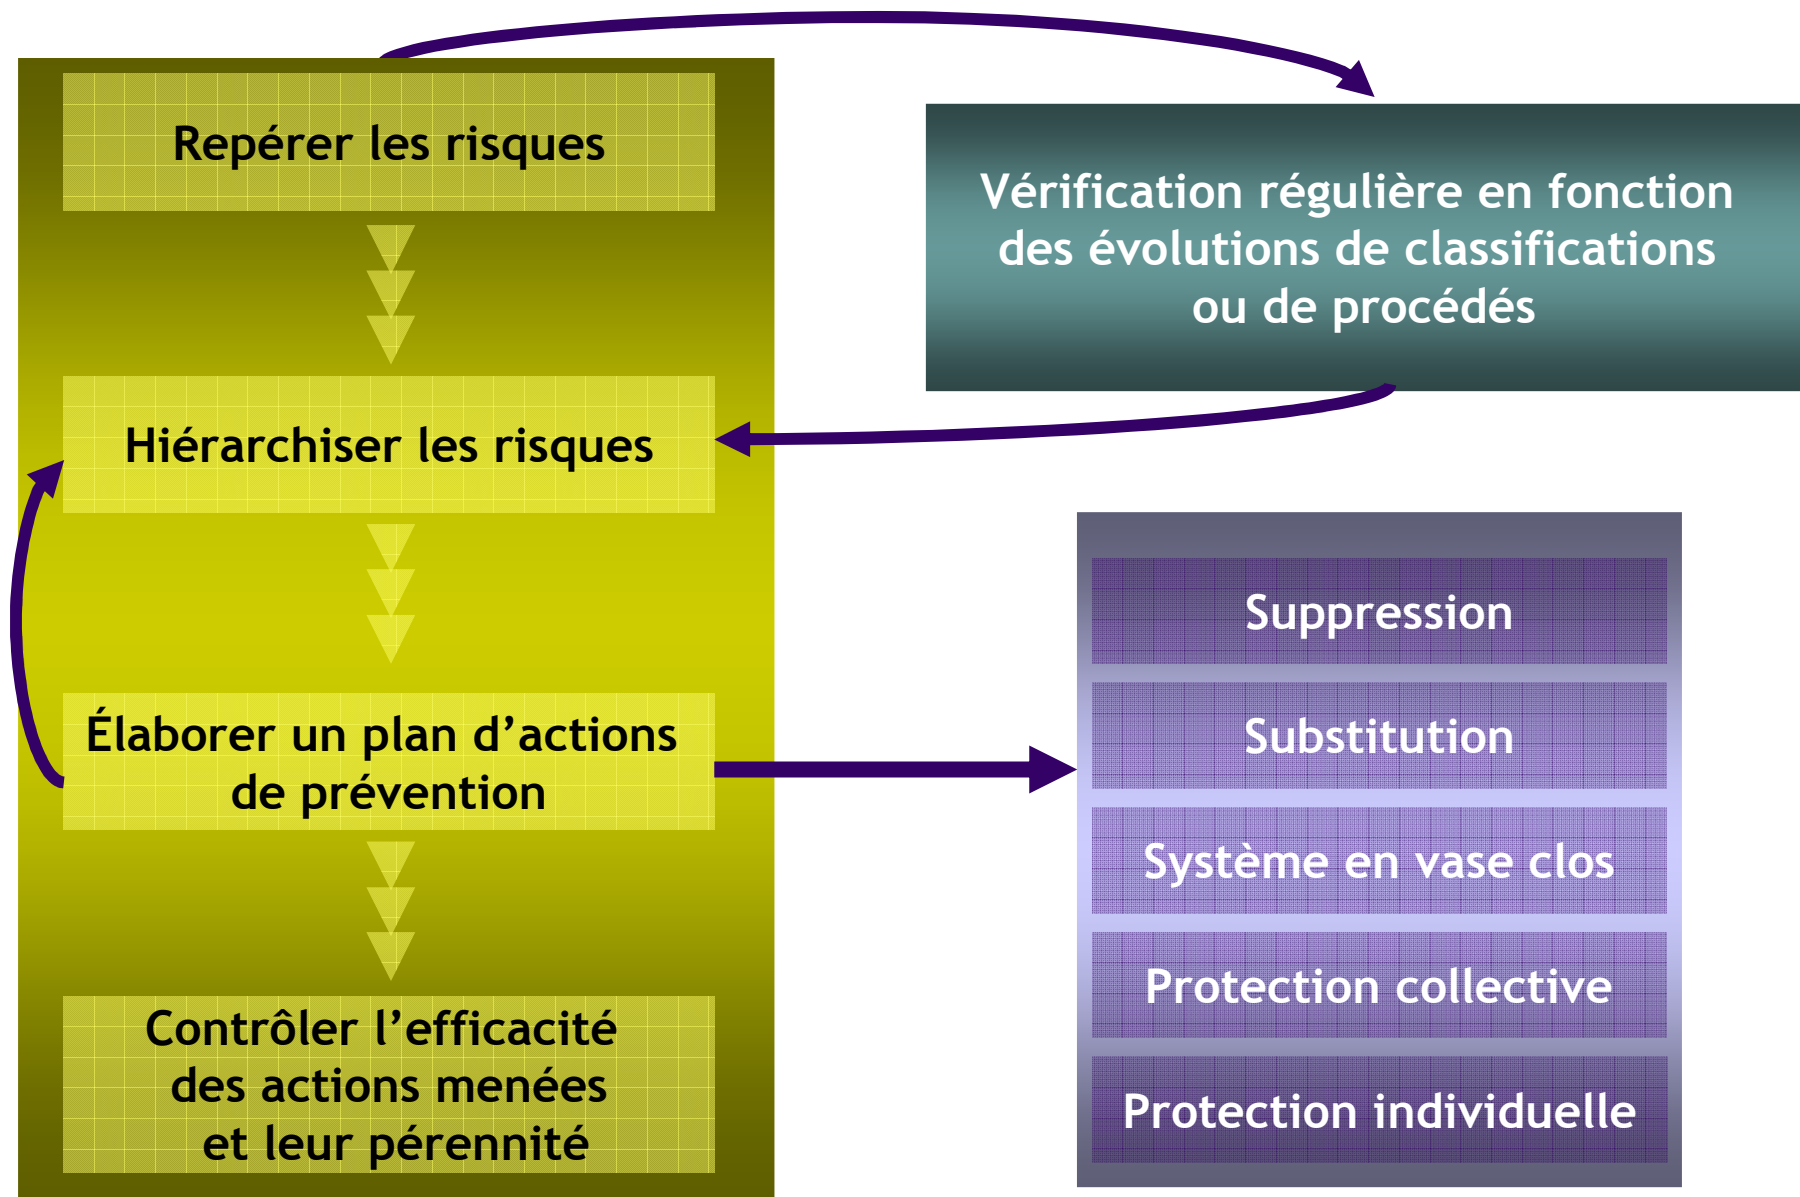 Repérer les risques
Hiérarchiser les risques
Élaborer un plan d’actions
de prévention
Contrôler l’efficacité
des actions menées
et leur pérennité
Vérification régulière en fonction
des évolutions de classifications
ou de procédés
Suppression
Substitution
Système en vase clos
Protection collective
Protection individuelle